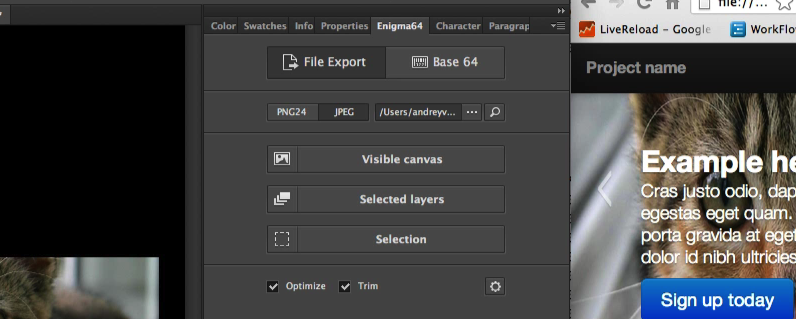 Color Swatches Info Properties Enigma64 Character Paragrap
File Export Base 64
PNG24 JPEG /Users/andreyv... ...
Visible canvas
Selected layers
Selection
Optimize Trim
file://...
LiveReload - Google WorkFlo
Project name
Example he
Cras justo odio, dap
egestas eget quam.
porta gravida at eget
dolor id nibh ultricies
Sign up today